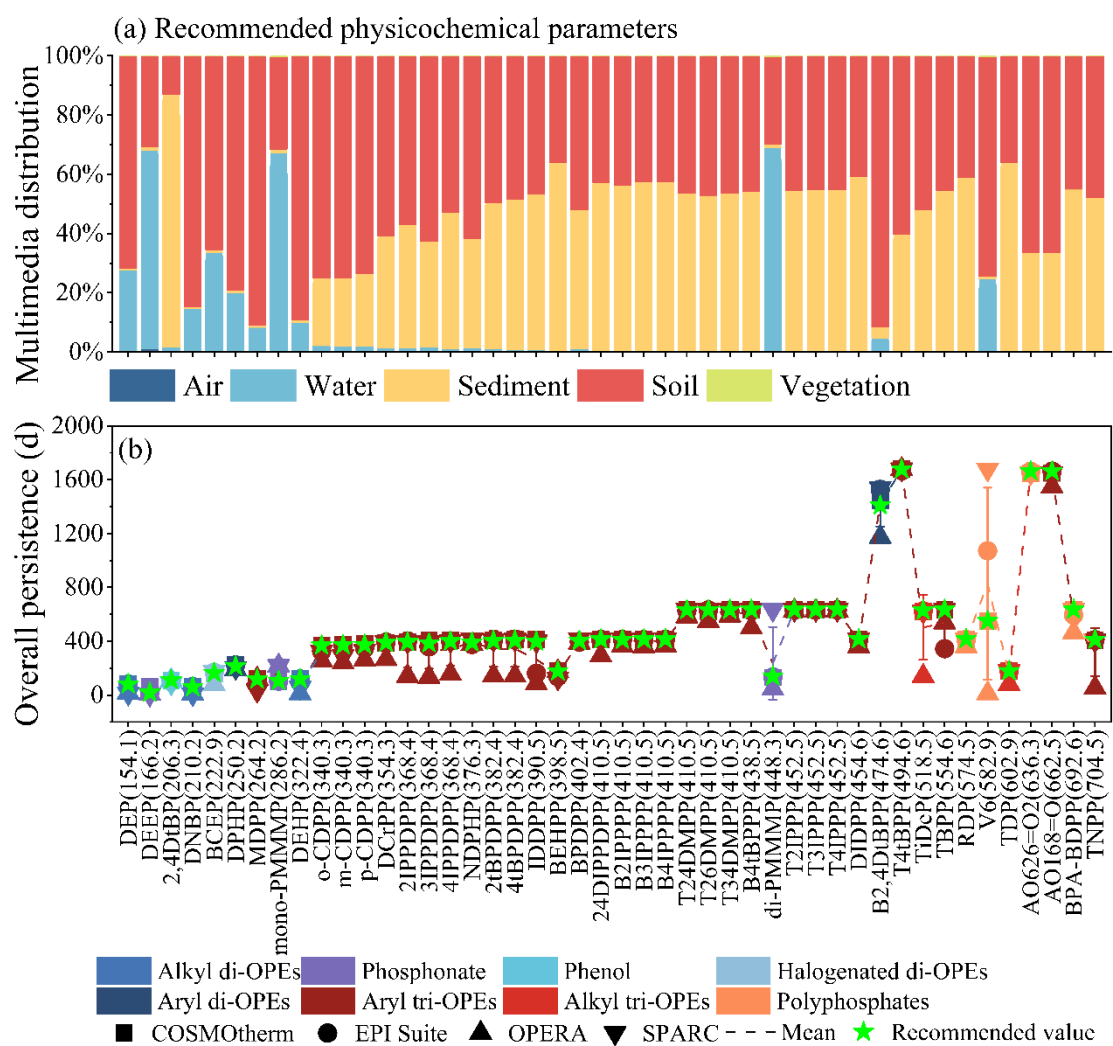 (a) Recommended physicochemical parameters
Multimedia distribution
100%
80%
60%
40%
20%
0%
Air Water Sediment Soil Vegetation
(b)
Overall persistence (d)
2000
1600
1200
800
400
0
DEP(154.1)
DEEP(166.2)
2,4DtBP(206.3)
DNBP(210.2)
BCEP(222.9)
DPHP(250.2)
MDPP(264.2)
mono-PMMMP(286.2)
DEHP(322.4)
o-CDPP(340.3)
m-CDPP(340.3)
p-CDPP(340.3)
DCrPP(354.3)
2IPPDPP(368.4)
3IPPDPP(368.4)
4IPPDPP(368.4)
NDPHP(376.3)
2tBPDPP(382.4)
4tBPDPP(382.4)
IDDPP(390.5)
BEHPP(398.5)
BPDPP(402.4)
24DIPPDPP(410.5)
B2IPPPP(410.5)
B3IPPPP(410.5)
B4IPPPP(410.5)
T24DMPP(410.5)
T26DMPP(410.5)
T34DMPP(410.5)
B4tBPPP(438.5)
di-PMMMP(448.3)
T2IPPP(452.5)
T3IPPP(452.5)
T4IPPP(452.5)
DIDPP(454.6)
B2,4DtBPP(474.6)
T4tBPP(494.6)
TiDcP(518.5)
TBPP(554.6)
RDP(574.5)
V6(582.9)
TDP(602.9)
AO626=O2(636.3)
AO168=O(662.5)
BPA-BDPP(692.6)
TNPP(704.5)
Alkyl di-OPEs Phosphonate Phenol Halogenated di-OPEs
Aryl di-OPEs Aryl tri-OPEs Alkyl tri-OPEs Polyphosphates
COSMOtherm EPI Suite OPERA SPARC Mean Recommended value